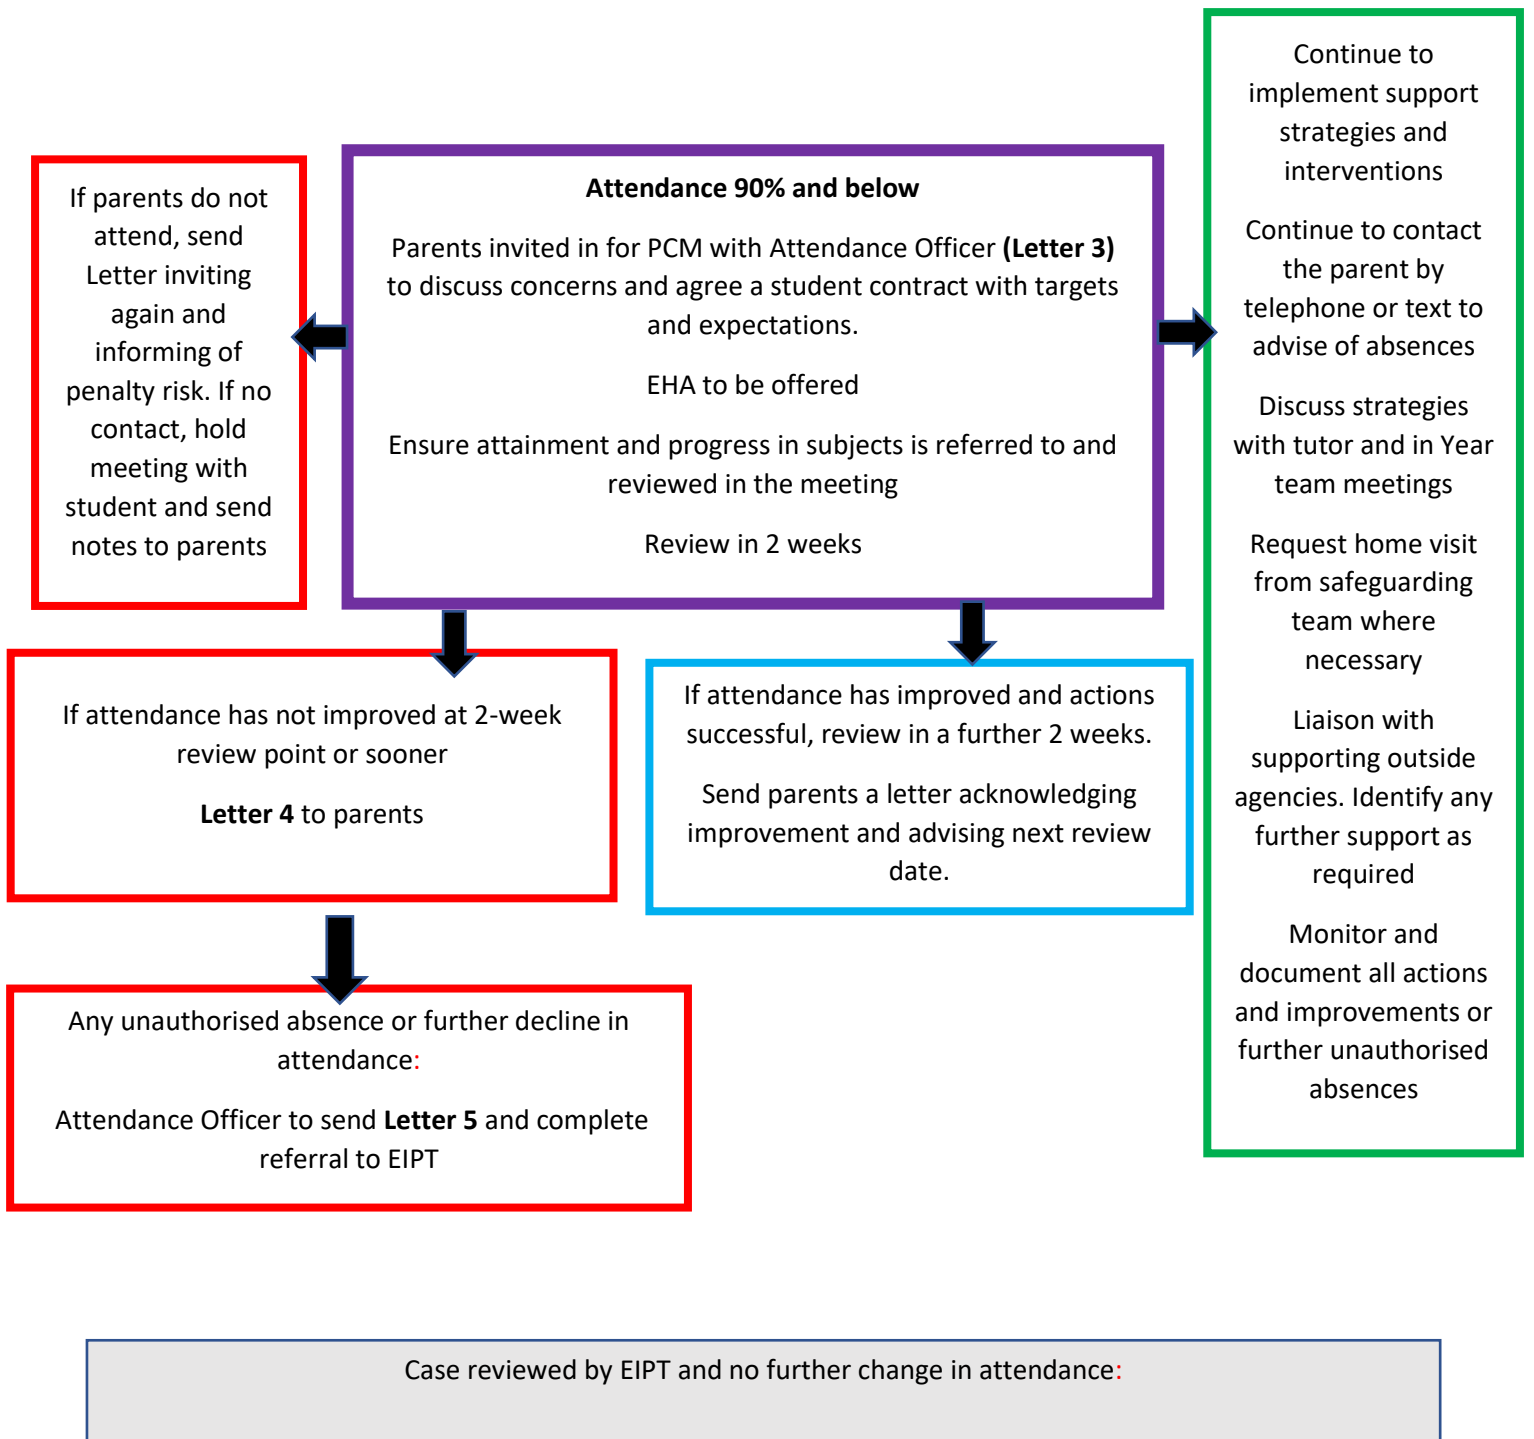 If parents do not
attend, send
Letter inviting
again and
informing of
penalty risk. If no
contact, hold
meeting with
student and send
notes to parents
Attendance 90% and below
Parents invited in for PCM with Attendance Officer (Letter 3)
to discuss concerns and agree a student contract with targets
and expectations.
EHA to be offered
Ensure attainment and progress in subjects is referred to and
reviewed in the meeting
Review in 2 weeks
Continue to
implement support
strategies and
interventions
Continue to contact
the parent by
telephone or text to
advise of absences
Discuss strategies
with tutor and in Year
team meetings
Request home visit
from safeguarding
team where
necessary
Liaison with
supporting outside
agencies. Identify any
further support as
required
Monitor and
document all actions
and improvements or
further unauthorised
absences
If attendance has not improved at 2-week
review point or sooner
Letter 4 to parents
If attendance has improved and actions
successful, review in a further 2 weeks.
Send parents a letter acknowledging
improvement and advising next review
date.
Any unauthorised absence or further decline in
attendance:
Attendance Officer to send Letter 5 and complete
referral to EIPT
Case reviewed by EIPT and no further change in attendance: